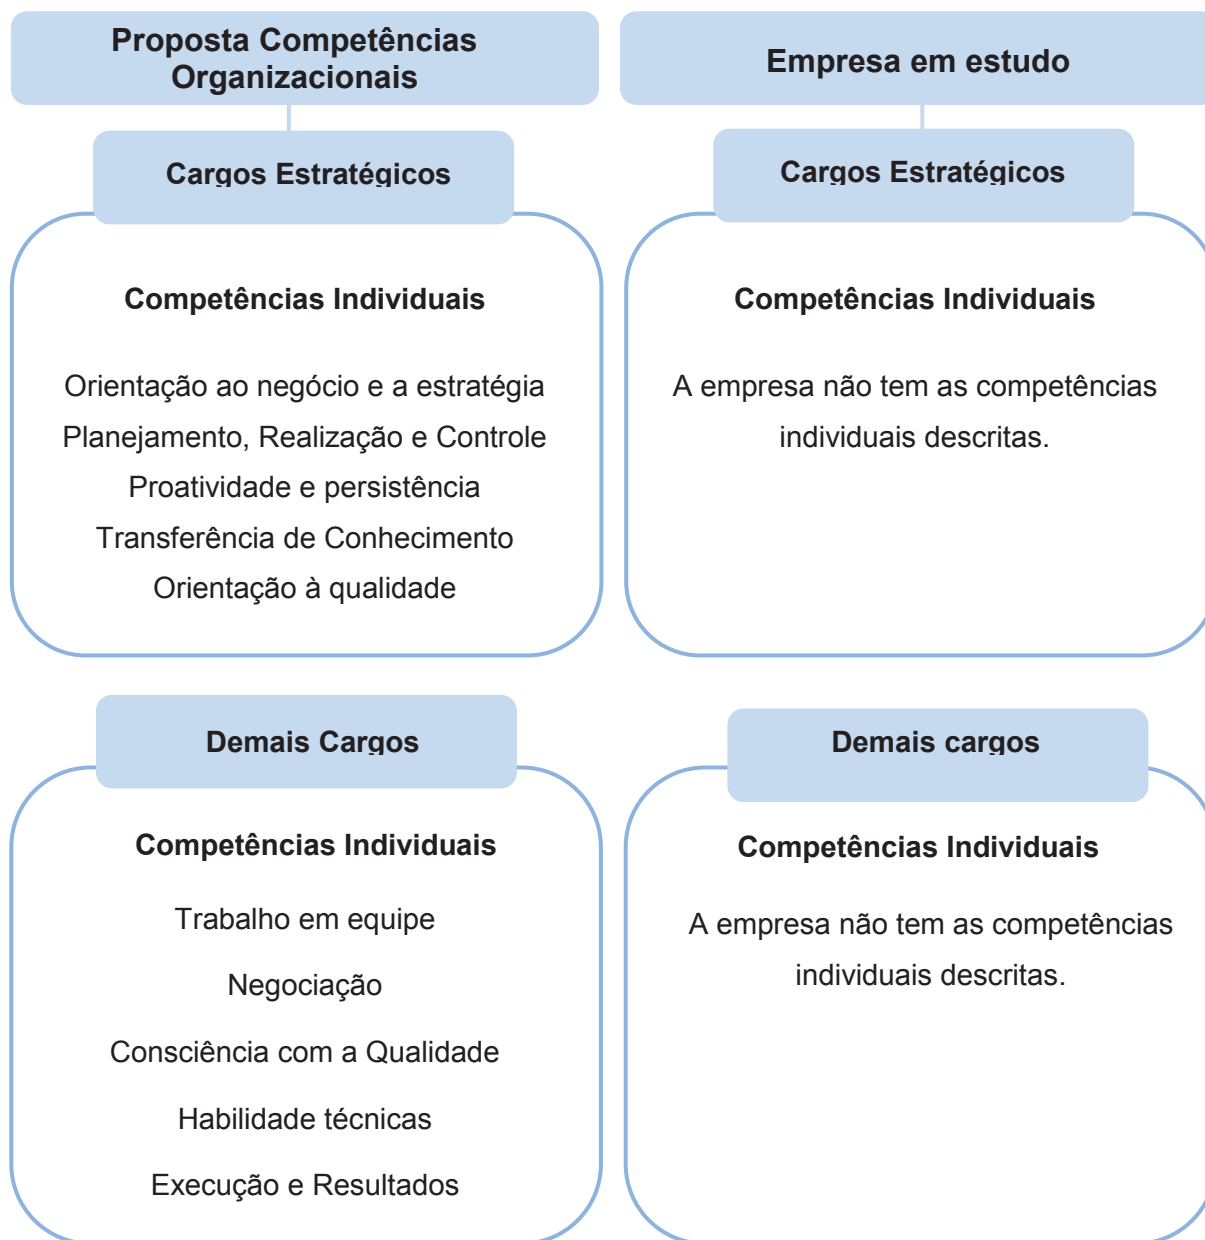 Proposta Competências
Organizacionais
Cargos Estratégicos
Competências Individuais
Orientação ao negócio e a estratégia
Planejamento, Realização e Controle
Proatividade e persistência
Transferência de Conhecimento
Orientação à qualidade
Demais Cargos
Competências Individuais
Trabalho em equipe
Negociação
Consciência com a Qualidade
Habilidade técnicas
Execução e Resultados
Empresa em estudo
Cargos Estratégicos
Competências Individuais
A empresa não tem as competências
individuais descritas.
Demais cargos
Competências Individuais
A empresa não tem as competências
individuais descritas.